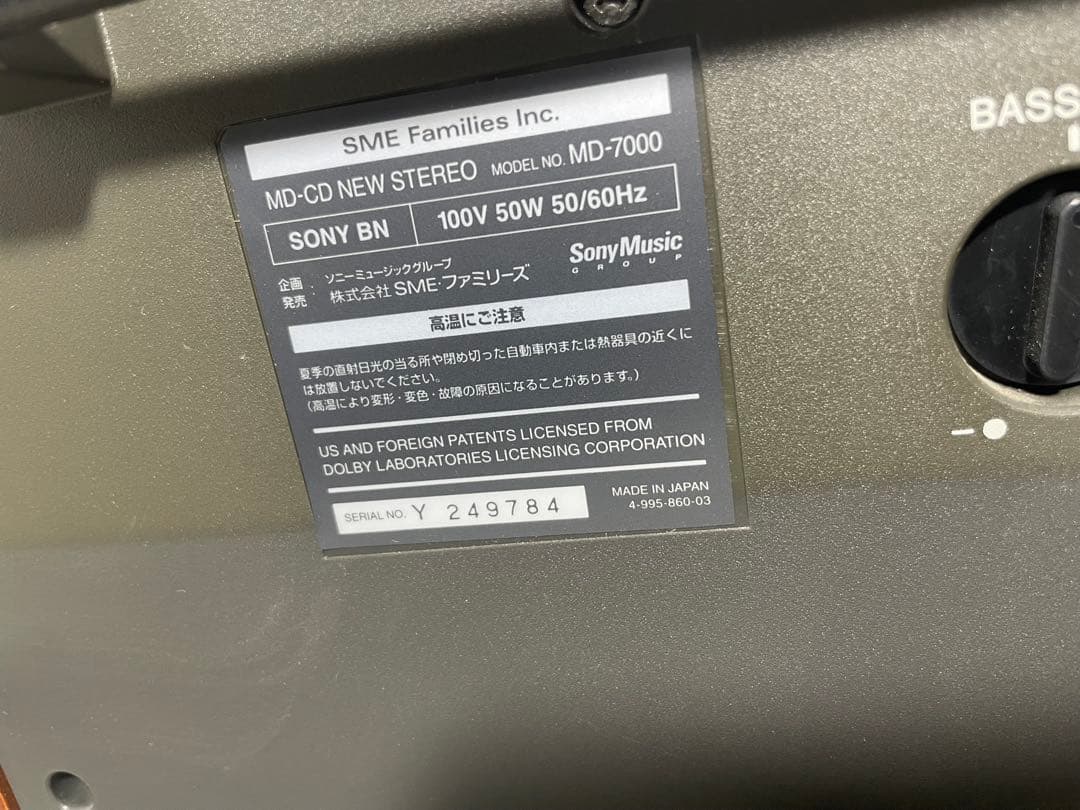 SME Families Inc.
MD-CD NEW STEREO MODEL NO. MD-7000
SONY BN 100V 50W 50/60Hz
企画・発売：ソニーミュージックグループ
株式会社SME・ファミリーズ
SonyMusic
GROUP
高温にご注意
夏季の直射日光の当る所や閉め切った自動車内または熱器具の近くに
は放置しないでください。
(高温により変形・変色・故障の原因になることがあります。)
US AND FOREIGN PATENTS LICENSED FROM
DOLBY LABORATORIES LICENSING CORPORATION
SERIAL NO. Y 249784
MADE IN JAPAN
4-995-860-03
BASS